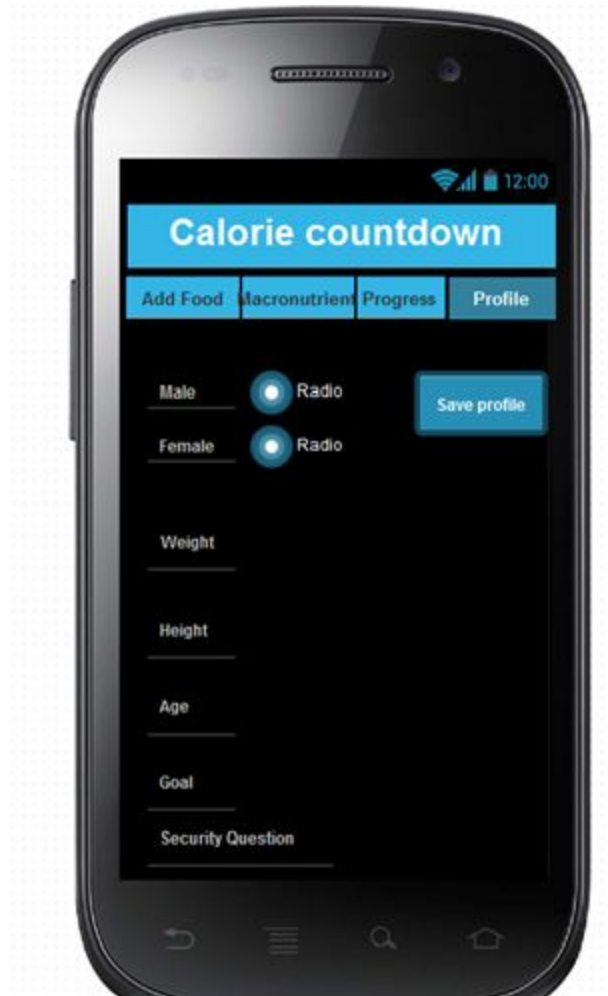 12:00
Calorie countdown
Add Food Macronutrient Progress Profile
Male Radio
Save profile
Female Radio
Weight
Height
Age
Goal
Security Question